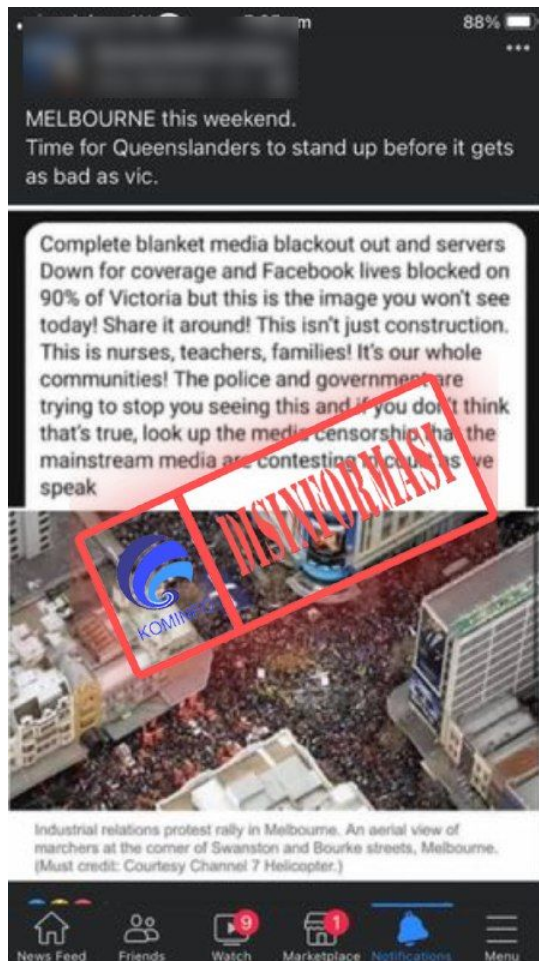 88%
MELBOURNE this weekend.
Time for Queenslanders to stand up before it gets
as bad as vic.
Complete blanket media blackout out and servers
Down for coverage and Facebook lives blocked on
90% of Victoria but this is the image you won't see
today! Share it around! This isn't just construction.
This is nurses, teachers, families! It's our whole
communities! The police and government are
trying to stop you seeing this and if you don't think
that's true, look up the media censorship that the
mainstream media are contesting in court as we
speak
DISINFORMASI
Industrial relations protest rally in Melbourne. An aerial view of
marchers at the corner of Swanston and Bourke streets, Melbourne.
(Must credit: Courtesy Channel 7 Helicopter.)
9
1
News Feed Friends Watch Marketplace Notifications Menu